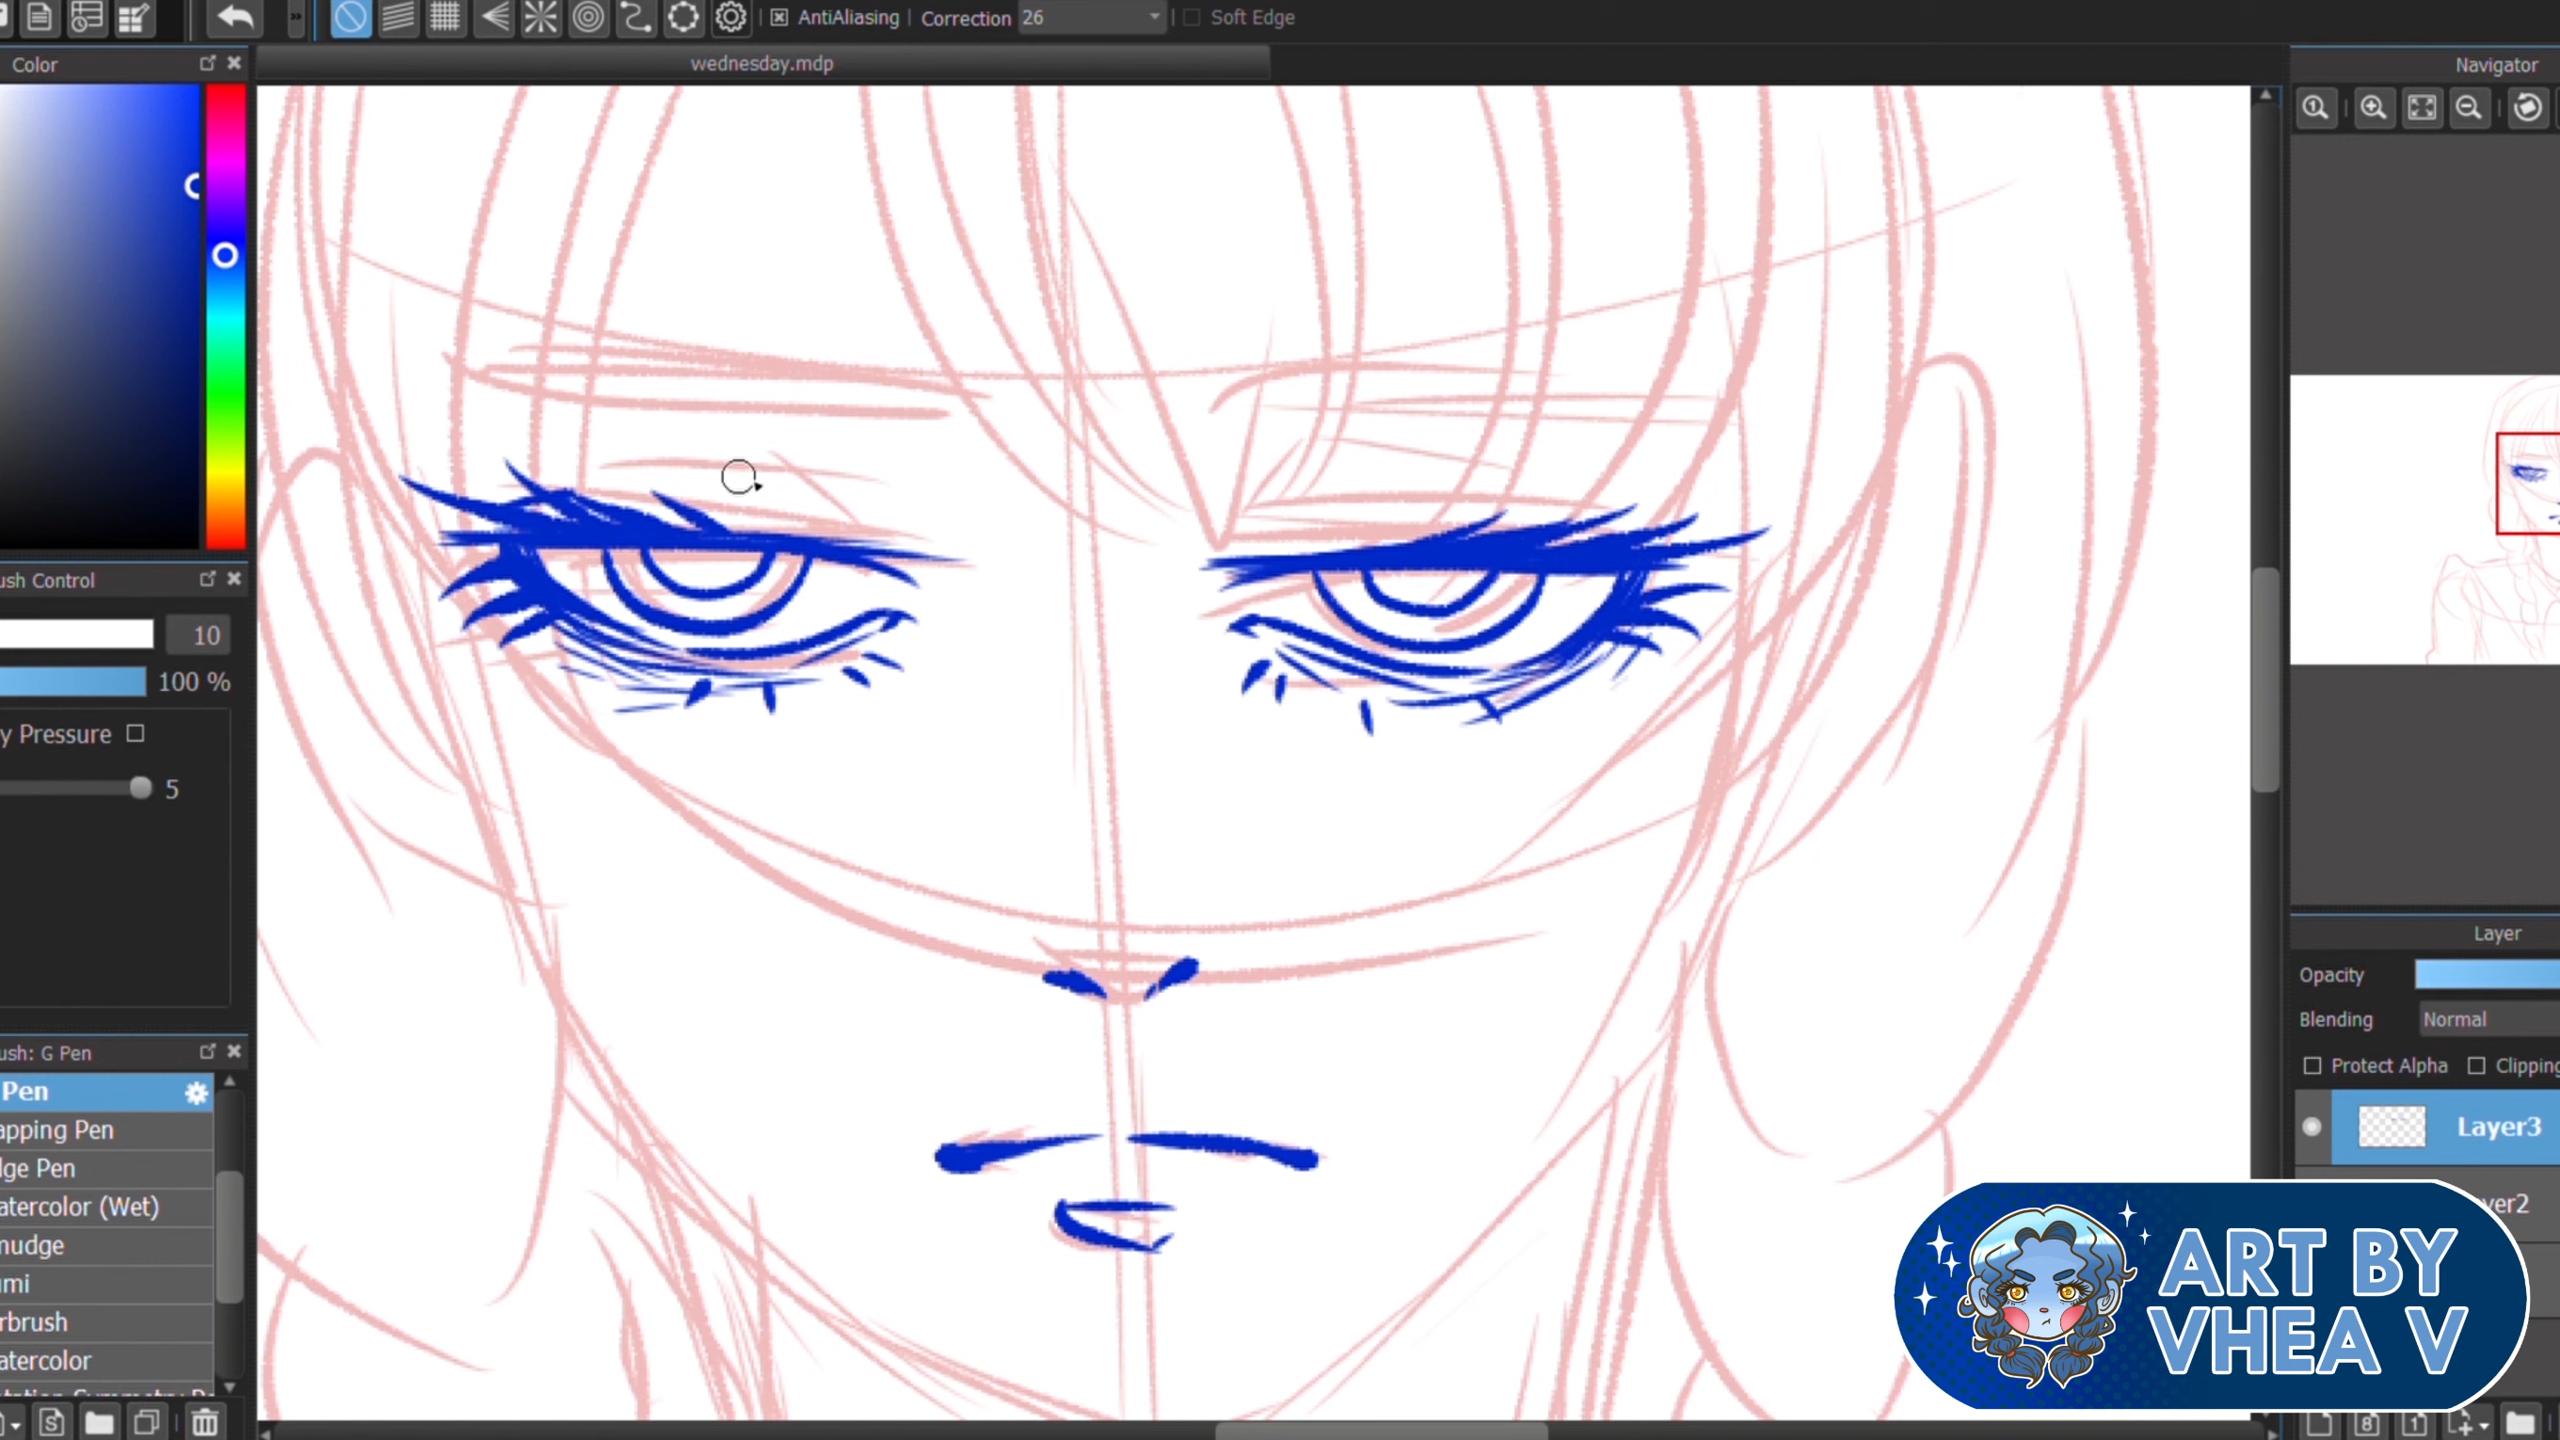 AntiAliasing
Correction 26
Soft Edge
Color
wednesday.mdp
Navigator
ush Control
10
100 %
y Pressure
5
ush: G Pen
Pen
apping Pen
dge Pen
atercolor (Wet)
mudge
umi
rbrush
atercolor
Layer
Opacity
Blending Normal
Protect Alpha
Clipping
Layer3
yer2
ART BY
VHEA V